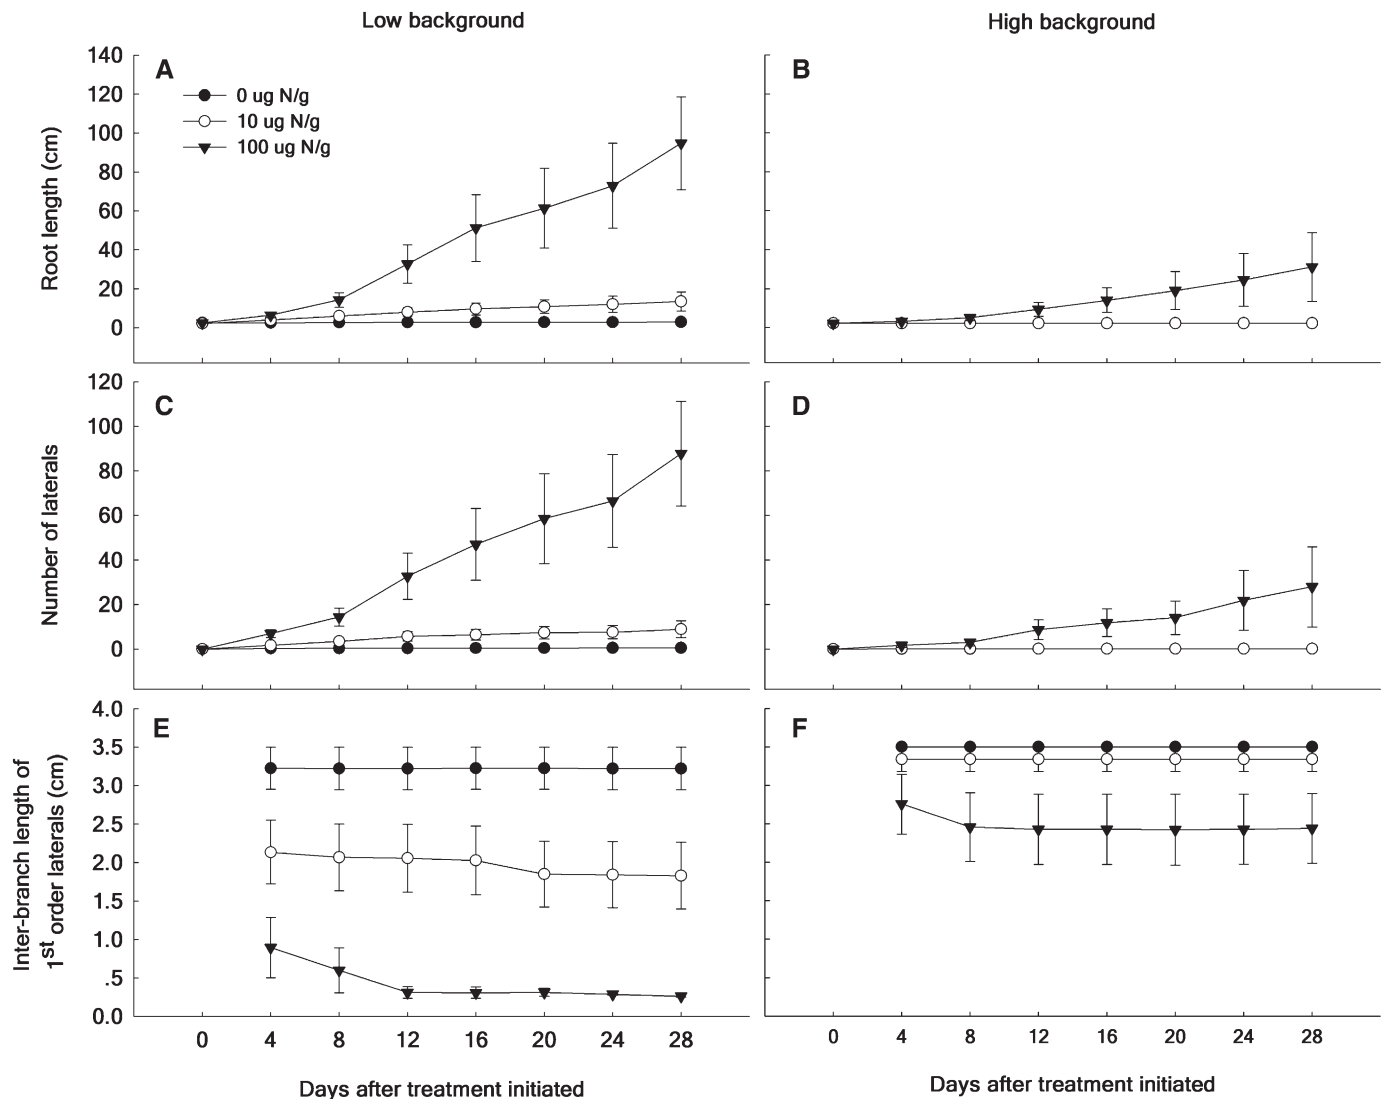 Low background
High background
A
B
0 ug N/g
10 ug N/g
100 ug N/g
Root length (cm)
140
120
100
80
60
40
20
0
C
D
Number of laterals
120
100
80
60
40
20
0
E
F
Inter-branch length of
1st order laterals (cm)
4.0
3.5
3.0
2.5
2.0
1.5
1.0
.5
0.0
0 4 8 12 16 20 24 28
0 4 8 12 16 20 24 28
Days after treatment initiated
Days after treatment initiated